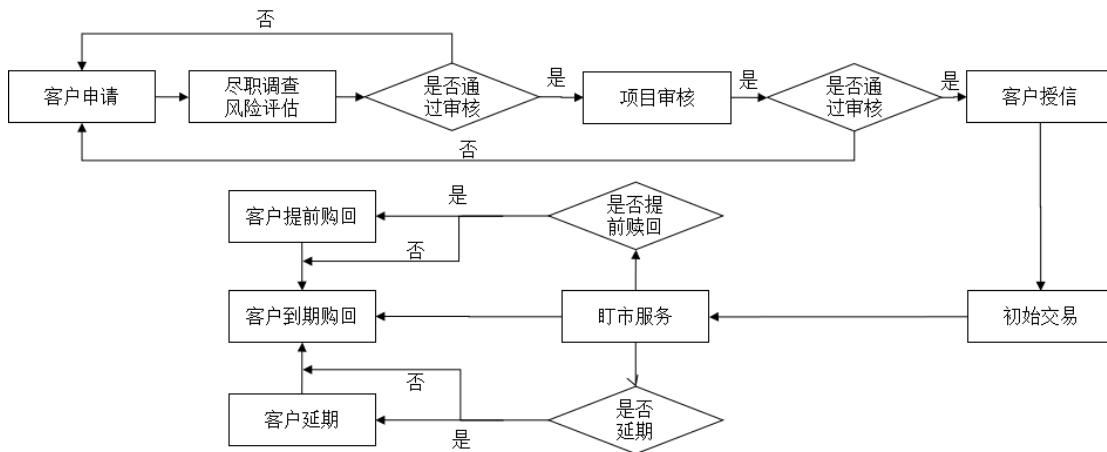 否
客户申请
尽职调查
风险评估
是否通
过审核
是
项目审核
是
是否通
过审核
是
客户授信
否
客户提前购回
是
是否提
前赎回
否
客户到期购回
盯市服务
初始交易
否
客户延期
是
是否
延期